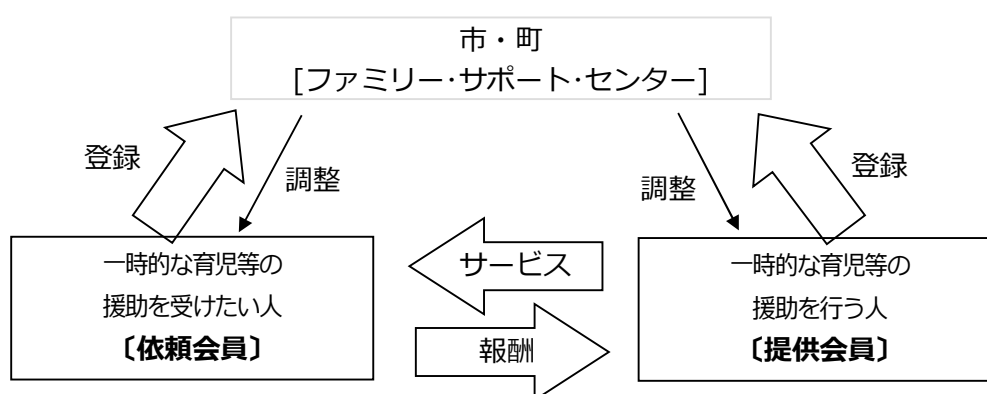 市・町
[ファミリー･サポート･センター]
登録
調整
調整
登録
一時的な育児等の
援助を受けたい人
〔依頼会員〕
サービス
報酬
一時的な育児等の
援助を行う人
〔提供会員〕